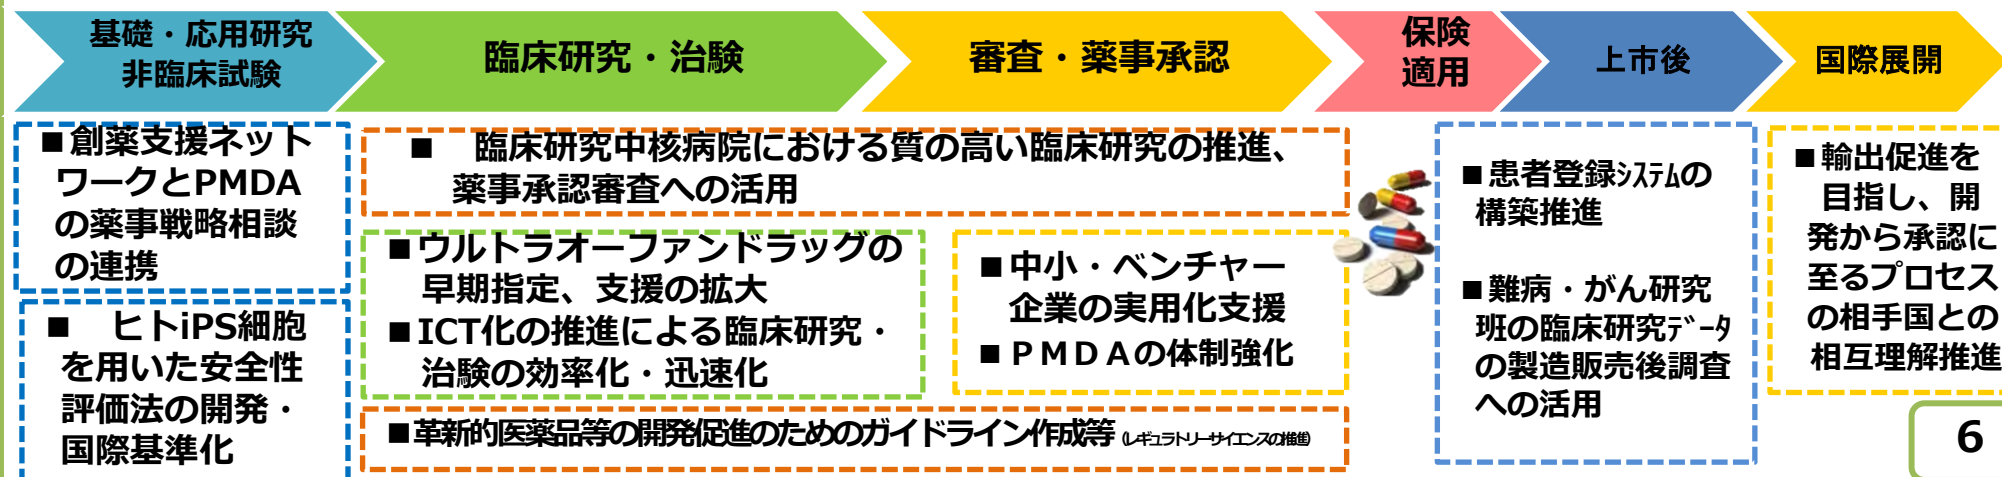 基礎・応用研究
非臨床試験
臨床研究・治験
審査・薬事承認
保険
適用
上市後
国際展開
■創薬支援ネット
ワークとPMDA
の薬事戦略相談
の連携
■ ヒトiPS細胞
を用いた安全性
評価法の開発・
国際基準化
■ 臨床研究中核病院における質の高い臨床研究の推進、
薬事承認審査への活用
■ウルトラオーファンドラッグの
早期指定、支援の拡大
■ICT化の推進による臨床研究・
治験の効率化・迅速化
■中小・ベンチャー
企業の実用化支援
■ＰＭＤＡの体制強化
■革新的医薬品等の開発促進のためのガイドライン作成等(レギュラトリーサイエンスの推進)
■患者登録ｼｽﾃﾑの
構築推進
■難病・がん研究
班の臨床研究ﾃﾞｰﾀ
の製造販売後調査
への活用
■輸出促進を
目指し、開
発から承認に
至るプロセス
の相手国との
相互理解推進
6